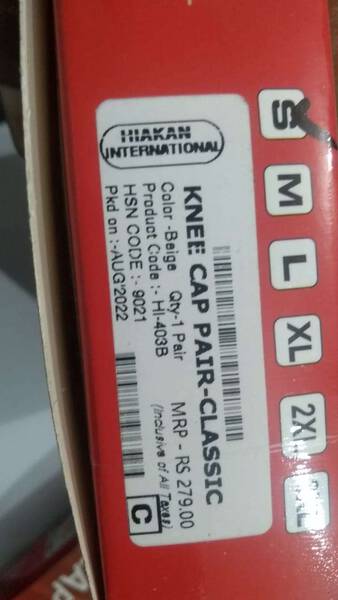 HIAKAN
INTERNATIONAL
KNEE CAP PAIR-CLASSIC
Color -Beige Qty-1 Pair MRP - RS 279.00
Product Code :- HI-403B (Inclusive of All Taxes)
HSN CODE :- 9021
Pkd on :-AUG'2022
C
S
M
L
XL
2XL